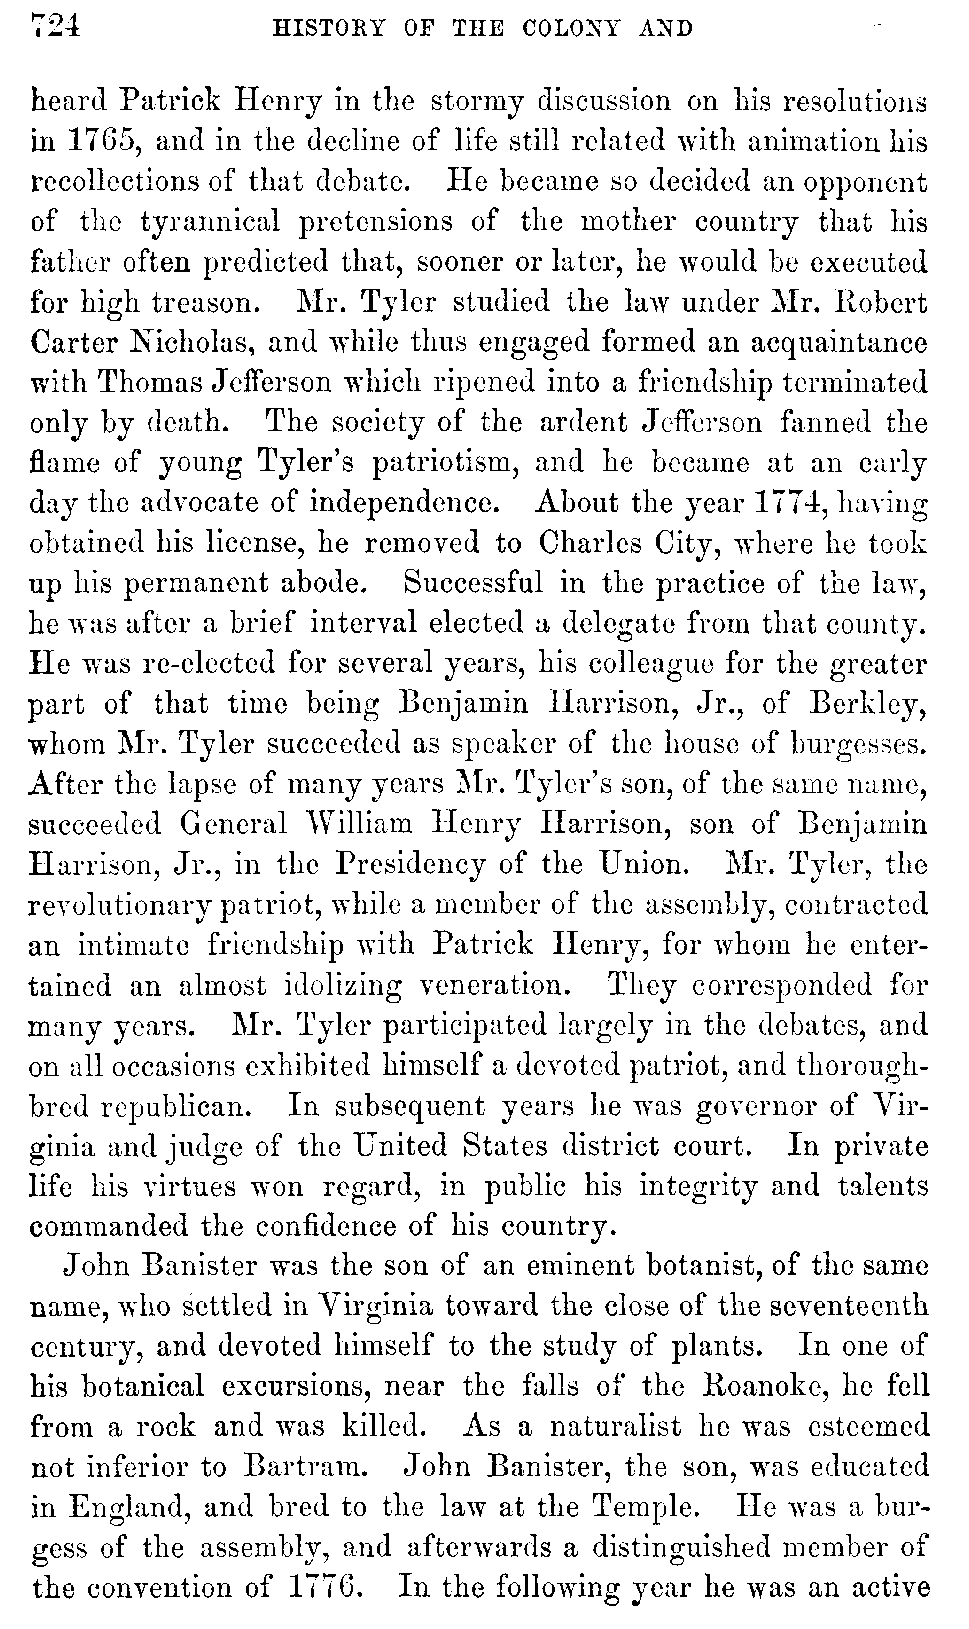 724 HISTORY OF THE COLONY AND
heard Patrick Henry in the stormy discussion on his resolutions
in 1765, and in the decline of life still related with animation his
recollections of that debate. He became so decided an opponent
of the tyrannical pretensions of the mother country that his
father often predicted that, sooner or later, he would be executed
for high treason. Mr. Tyler studied the law under Mr. Robert
Carter Nicholas, and while thus engaged formed an acquaintance
with Thomas Jefferson which ripened into a friendship terminated
only by death. The society of the ardent Jefferson fanned the
flame of young Tyler's patriotism, and he became at an early
day the advocate of independence. About the year 1774, having
obtained his license, he removed to Charles City, where he took
up his permanent abode. Successful in the practice of the law,
he was after a brief interval elected a delegate from that county.
He was re-elected for several years, his colleague for the greater
part of that time being Benjamin Harrison, Jr., of Berkley,
whom Mr. Tyler succeeded as speaker of the house of burgesses.
After the lapse of many years Mr. Tyler's son, of the same name,
succeeded General William Henry Harrison, son of Benjamin
Harrison, Jr., in the Presidency of the Union. Mr. Tyler, the
revolutionary patriot, while a member of the assembly, contracted
an intimate friendship with Patrick Henry, for whom he enter-
tained an almost idolizing veneration. They corresponded for
many years. Mr. Tyler participated largely in the debates, and
on all occasions exhibited himself a devoted patriot, and thorough-
bred republican. In subsequent years he was governor of Vir-
ginia and judge of the United States district court. In private
life his virtues won regard, in public his integrity and talents
commanded the confidence of his country.
John Banister was the son of an eminent botanist, of the same
name, who settled in Virginia toward the close of the seventeenth
century, and devoted himself to the study of plants. In one of
his botanical excursions, near the falls of the Roanoke, he fell
from a rock and was killed. As a naturalist he was esteemed
not inferior to Bartram. John Banister, the son, was educated
in England, and bred to the law at the Temple. He was a bur-
gess of the assembly, and afterwards a distinguished member of
the convention of 1776. In the following year he was an active